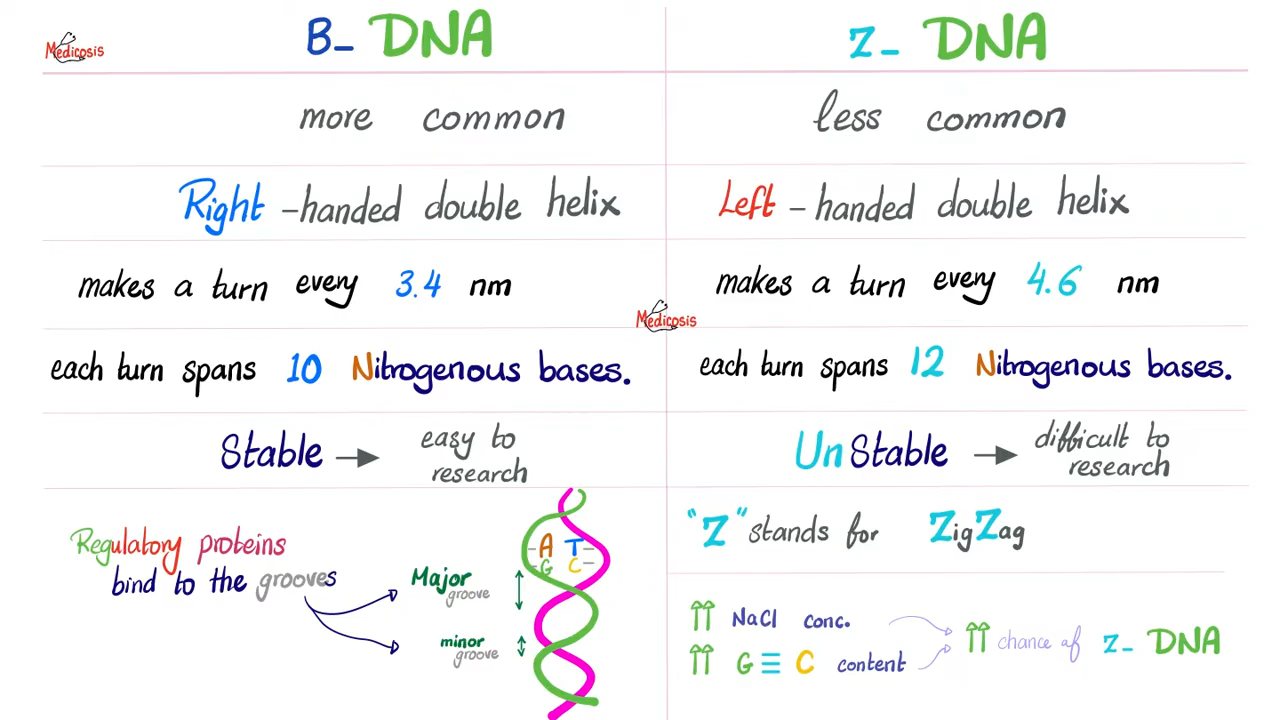 Medicosis
B- DNA
Z- DNA
more common
less common
Right-handed double helix
Left-handed double helix
makes a turn every 3.4 nm
makes a turn every 4.6 nm
Medicosis
each turn spans 10 Nitrogenous bases.
each turn spans 12 Nitrogenous bases.
Stable → easy to
research
UnStable → difficult to
research
Regulatory proteins
bind to the grooves
Major
groove
minor
groove
A T
G C
"Z" stands for ZigZag
↑↑ NaCl conc.
↑↑ G≡C content
↑↑ chance of Z- DNA